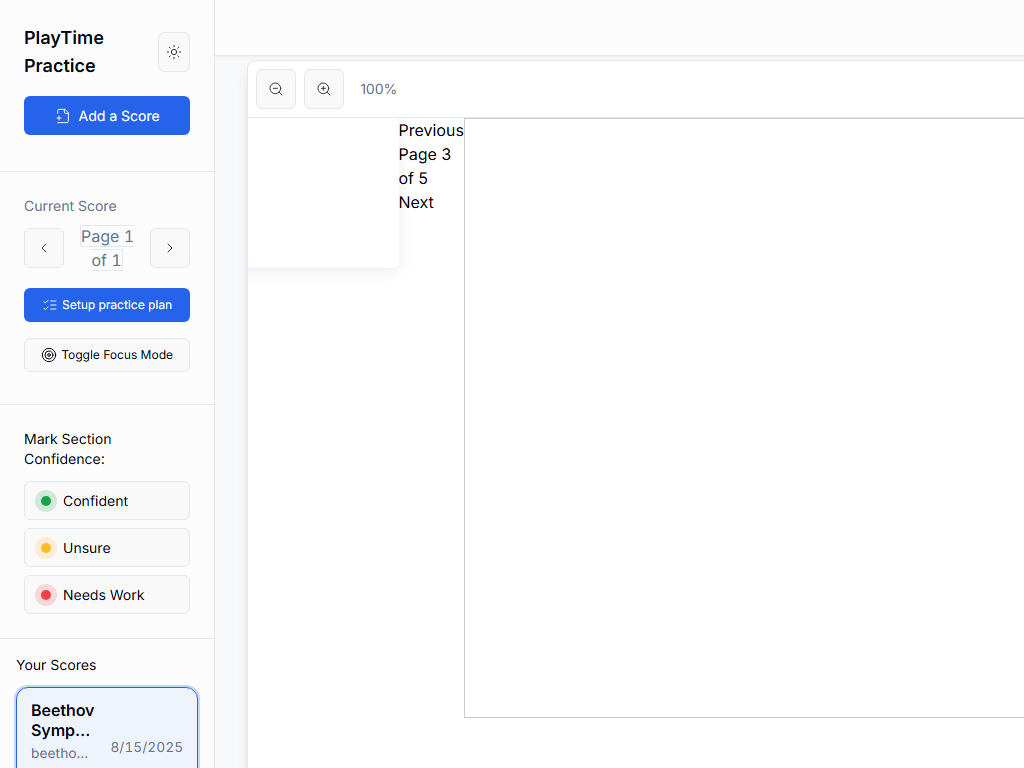 PlayTime
Practice
Add a Score
Current Score
Page 1
of 1
Setup practice plan
Toggle Focus Mode
Mark Section
Confidence:
Confident
Unsure
Needs Work
Your Scores
Beethov
Symp...
beetho...
8/15/2025
100%
Previous
Page 3
of 5
Next